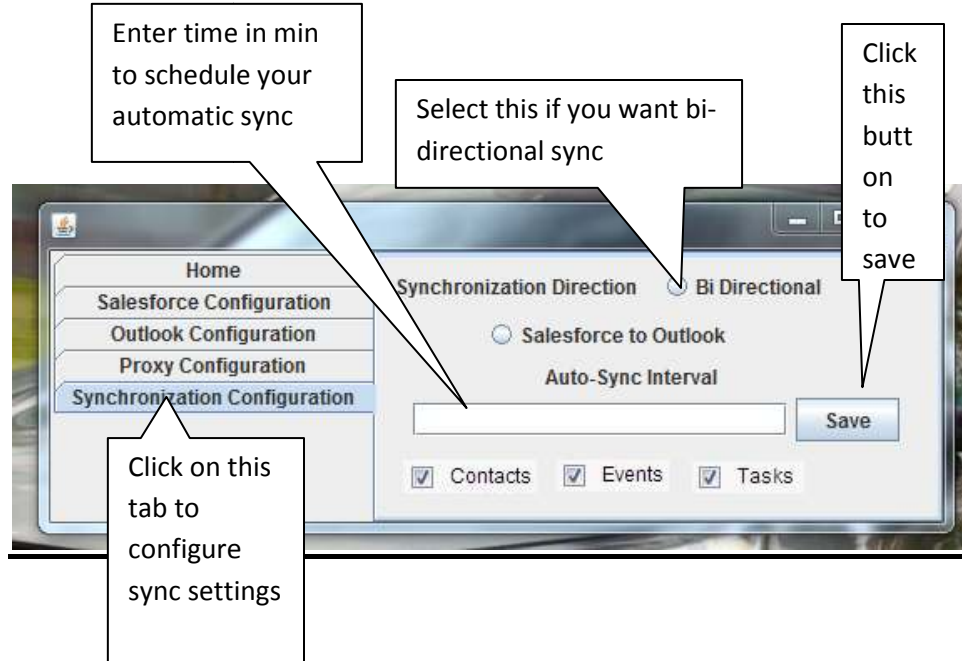 Enter time in min
to schedule your
automatic sync
Select this if you want bi-
directional sync
Click
this
butt
on
to
save
Home
Salesforce Configuration
Outlook Configuration
Proxy Configuration
Synchronization Configuration
Synchronization Direction Bi Directional
Salesforce to Outlook
Auto-Sync Interval
Save
Contacts Events Tasks
Click on this
tab to
configure
sync settings